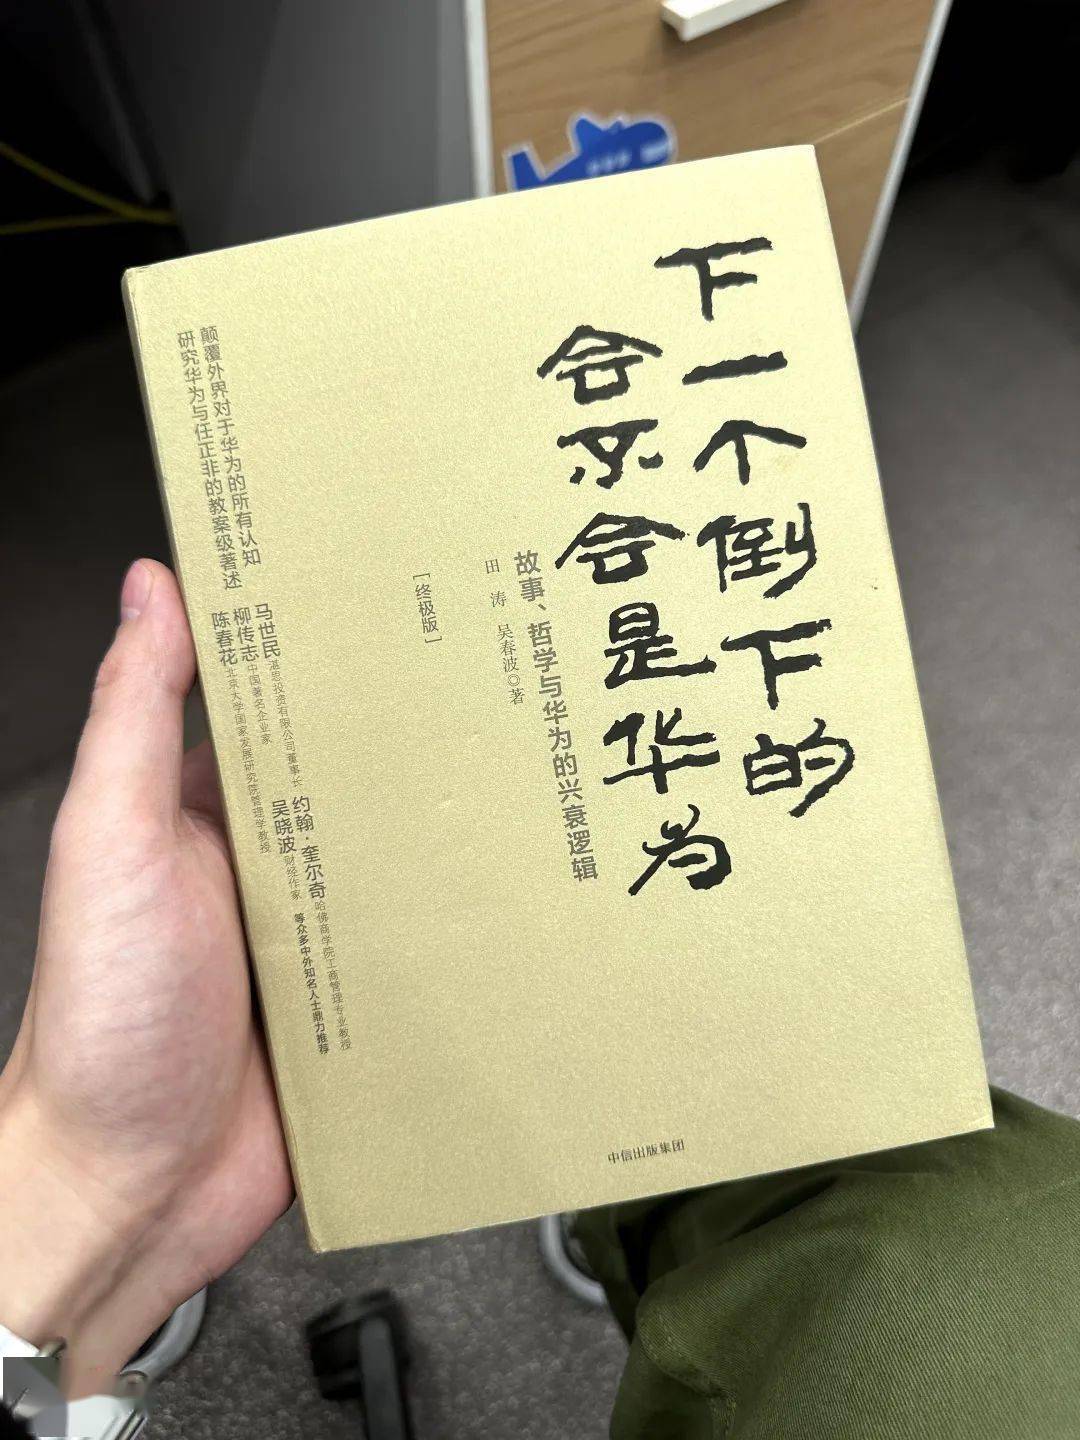 下一个倒下的
会不会是华为
故事、哲学与华为的兴衰逻辑
田涛 吴春波◎著
[终极版]
颠覆外界对于华为的所有认知
研究华为与任正非的教案级著述
马世民 湛思投资有限公司董事长
柳传志 中国著名企业家
陈春花 北京大学国家发展研究院管理学教授
约翰·奎尔奇 哈佛商学院工商管理专业教授
吴晓波 财经作家
等众多中外知名人士鼎力推荐
中信出版集团